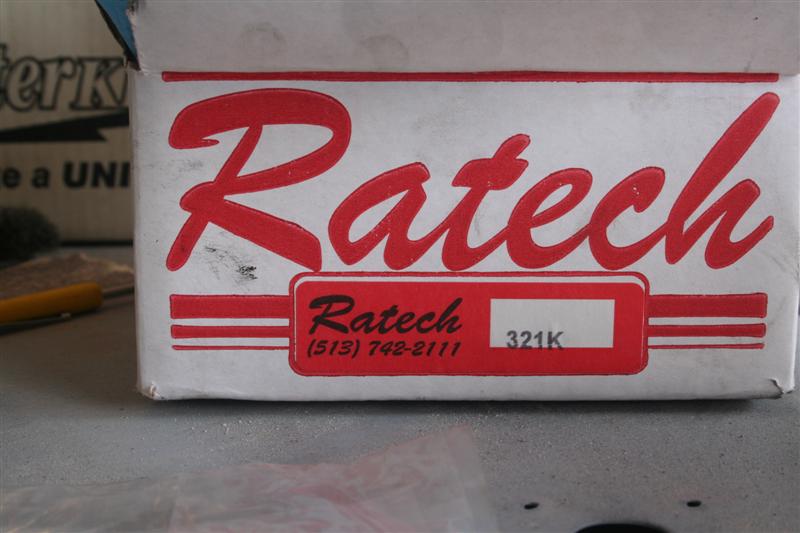 Ratech
Ratech
(513) 742-2111
321K
a UNI